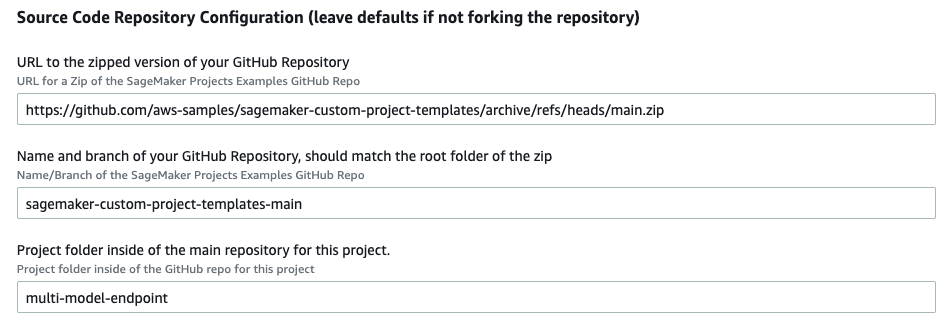 Source Code Repository Configuration (leave defaults if not forking the repository)
URL to the zipped version of your GitHub Repository
URL for a Zip of the SageMaker Projects Examples GitHub Repo
https://github.com/aws-samples/sagemaker-custom-project-templates/archive/refs/heads/main.zip
Name and branch of your GitHub Repository, should match the root folder of the zip
Name/Branch of the SageMaker Projects Examples GitHub Repo
sagemaker-custom-project-templates-main
Project folder inside of the main repository for this project.
Project folder inside of the GitHub repo for this project
multi-model-endpoint